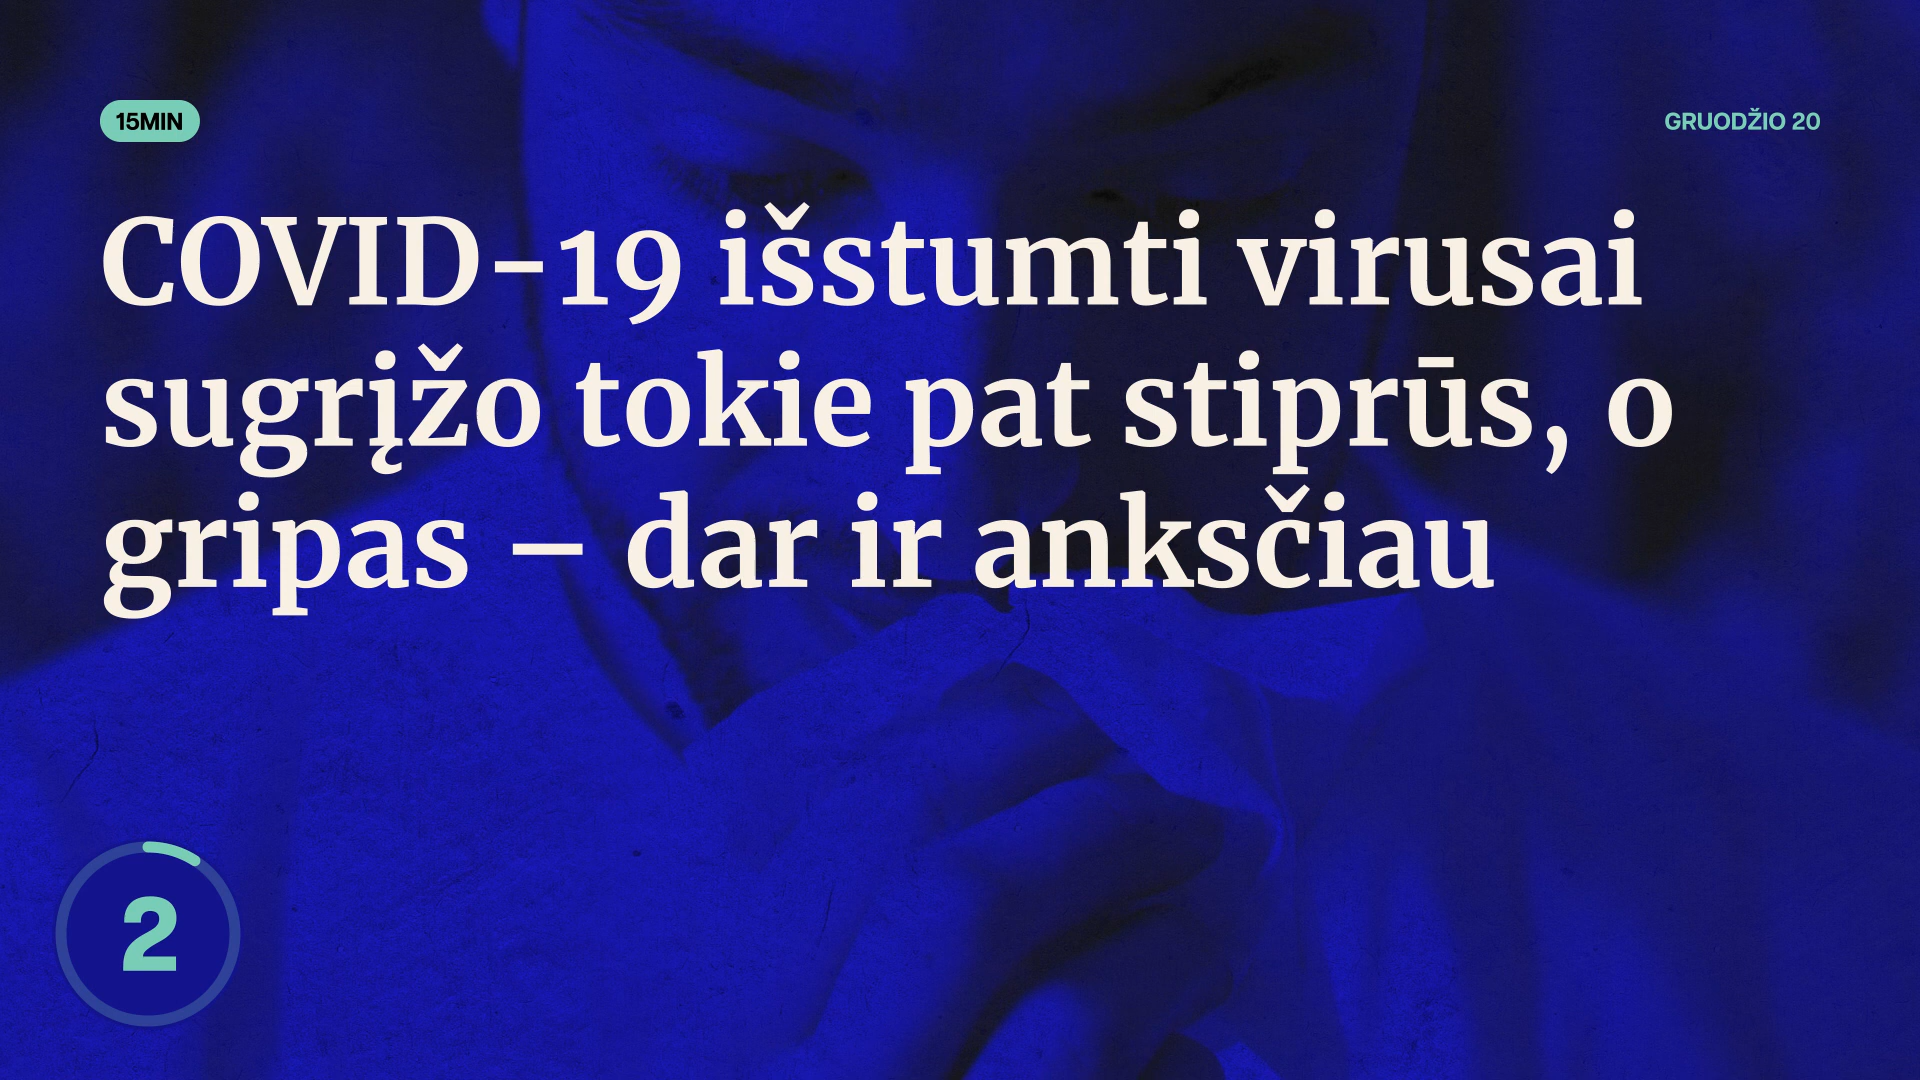 15MIN
GRUODŽIO 20
COVID-19 išstumti virusai
sugrįžo tokie pat stiprūs, o
gripas – dar ir anksčiau
2